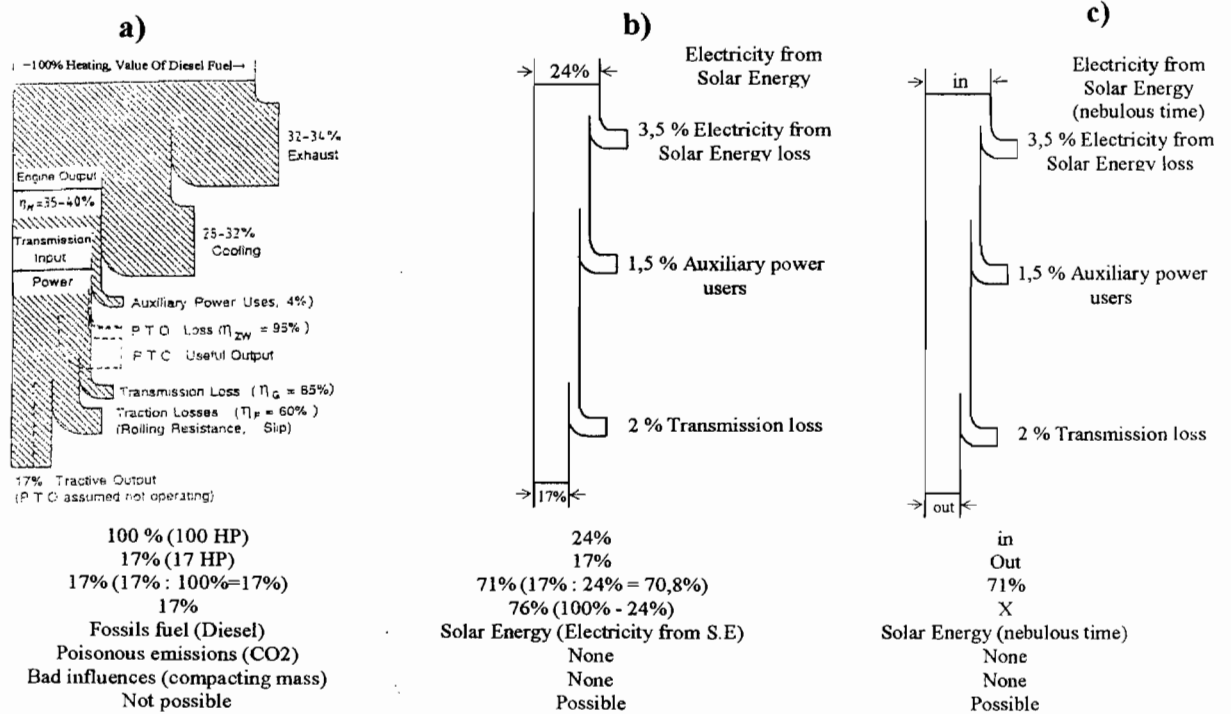 a)
−100% Heating, Value Of Diesel Fuel→
32-34%
Exhaust
Engine Output
ηM=35-40%
Transmission
Input
Power
25-32%
Cooling
Auxiliary Power Uses, 4%)
P T O Loss (η ZW = 95%)
P T C Useful Output
Transmission Loss (ηG = 85%)
Traction Losses (ηF = 60%)
(Rolling Resistance, Slip)
17% Tractive Output
(P T O assumed not operating)
100 % (100 HP)
17% (17 HP)
17% (17% : 100%=17%)
17%
Fossils fuel (Diesel)
Poisonous emissions (CO2)
Bad influences (compacting mass)
Not possible
b)
24%
Electricity from
Solar Energy
3,5 % Electricity from
Solar Energy loss
1,5 % Auxiliary power
users
2 % Transmission loss
17%
24%
17%
71% (17% : 24% = 70,8%)
76% (100% - 24%)
Solar Energy (Electricity from S.E)
None
None
Possible
c)
in
Electricity from
Solar Energy
(nebulous time)
3,5 % Electricity from
Solar Energy loss
1,5 % Auxiliary power
users
2 % Transmission loss
out
in
Out
71%
X
Solar Energy (nebulous time)
None
None
Possible